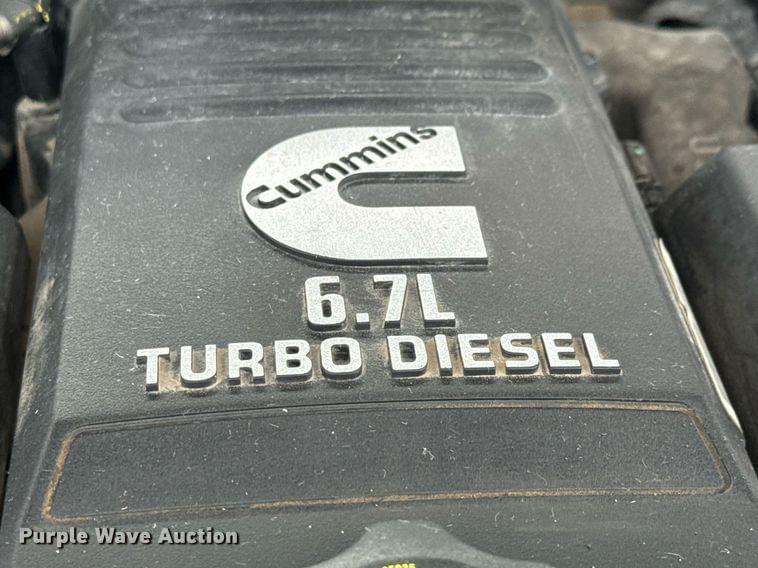 Cummins
6.7L
TURBO DIESEL
Purple Wave Auction